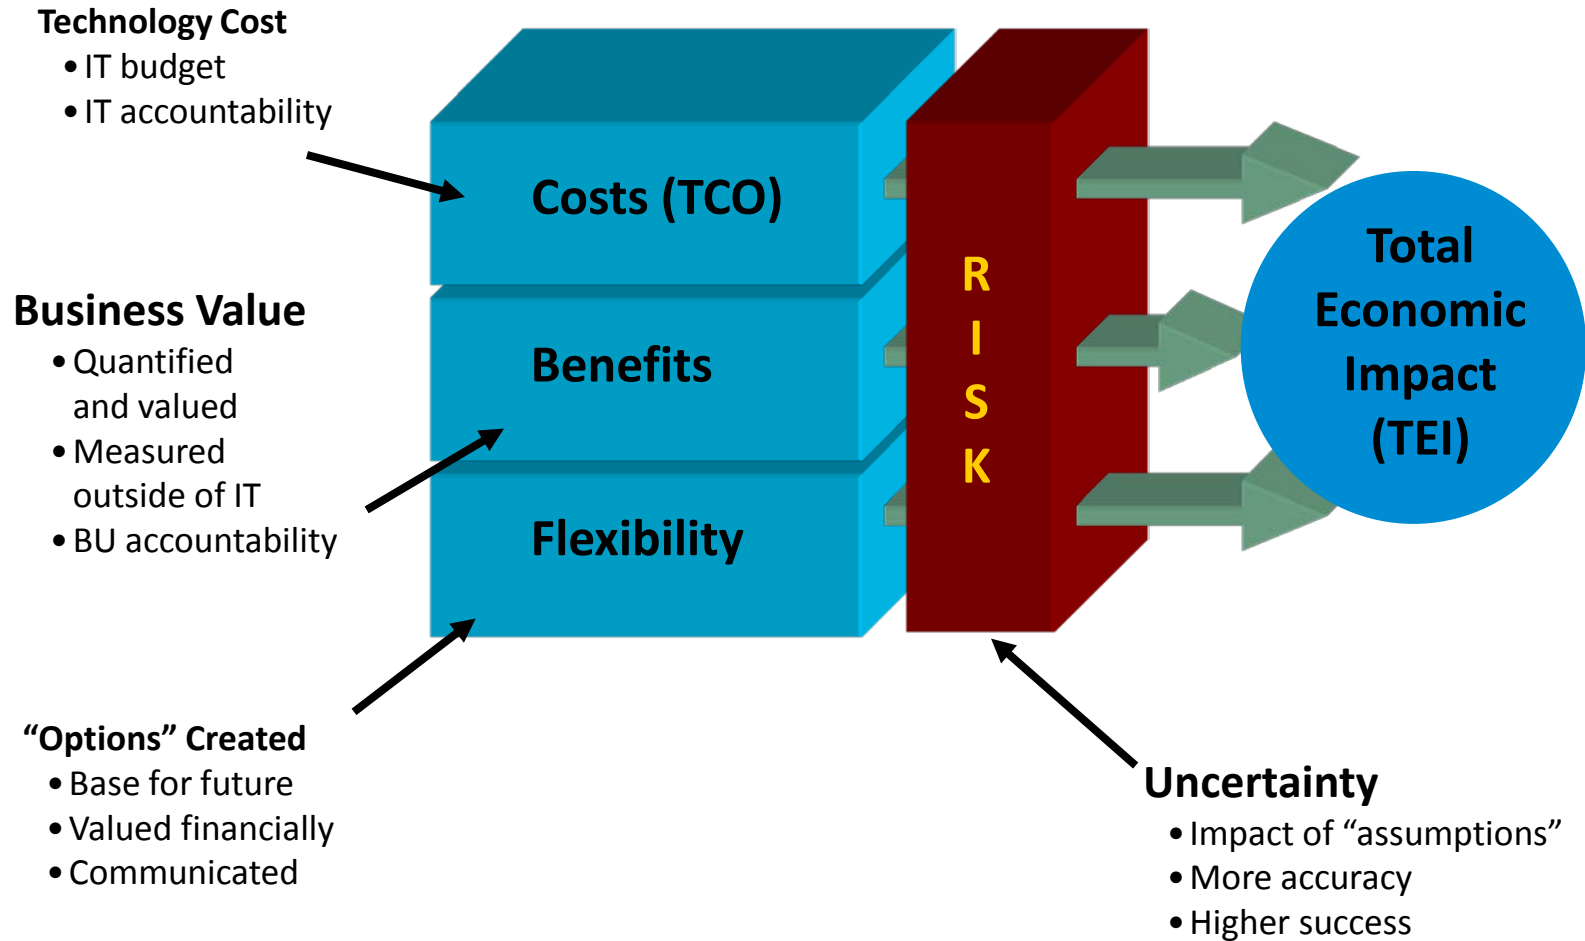 Technology Cost
• IT budget
• IT accountability
Costs (TCO)
Business Value
• Quantified
and valued
• Measured
outside of IT
• BU accountability
Benefits
Flexibility
“Options” Created
• Base for future
• Valued financially
• Communicated
R
I
S
K
Total
Economic
Impact
(TEI)
Uncertainty
• Impact of “assumptions”
• More accuracy
• Higher success